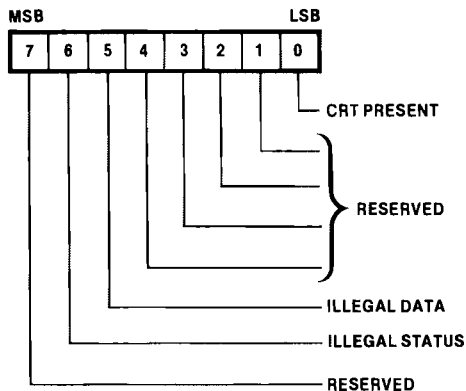 MSB LSB
7 6 5 4 3 2 1 0
CRT PRESENT
RESERVED
ILLEGAL DATA
ILLEGAL STATUS
RESERVED